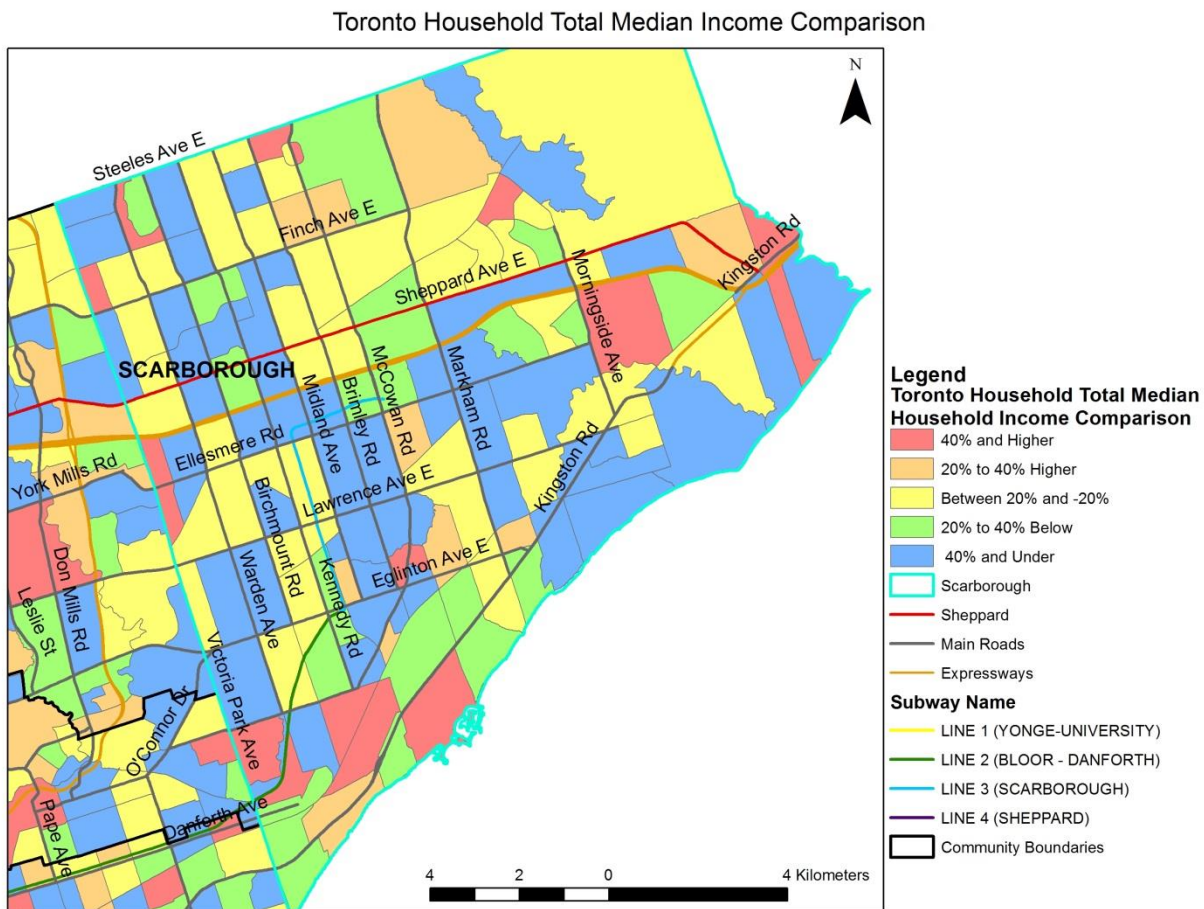 Toronto Household Total Median Income Comparison
N
Steeles Ave E
Finch Ave E
Sheppard Ave E
Kingston Rd
Morningside Ave
SCARBOROUGH
McCowan Rd
Markham Rd
Brimley Rd
Midland Ave
Ellesmere Rd
York Mills Rd
Lawrence Ave E
Kingston Rd
Birchmount Rd
Don Mills Rd
Warden Ave
Kennedy Rd
Eglinton Ave E
Leslie St
Victoria Park Ave
O'Connor Dr
Pape Ave
Danforth Ave
4 2 0 4 Kilometers
Legend
Toronto Household Total Median
Household Income Comparison
40% and Higher
20% to 40% Higher
Between 20% and -20%
20% to 40% Below
40% and Under
Scarborough
Sheppard
Main Roads
Expressways
Subway Name
LINE 1 (YONGE-UNIVERSITY)
LINE 2 (BLOOR - DANFORTH)
LINE 3 (SCARBOROUGH)
LINE 4 (SHEPPARD)
Community Boundaries